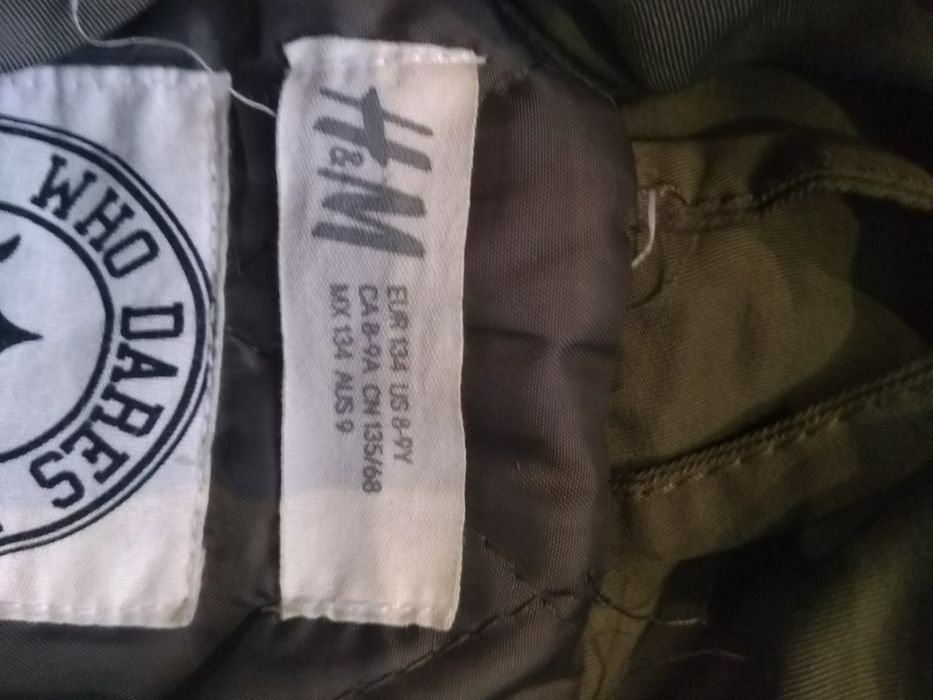 WHO DARES
H&M
EUR 134 US 8-9Y
CA 8-9A CN 135/68
MX 134 AUS 9